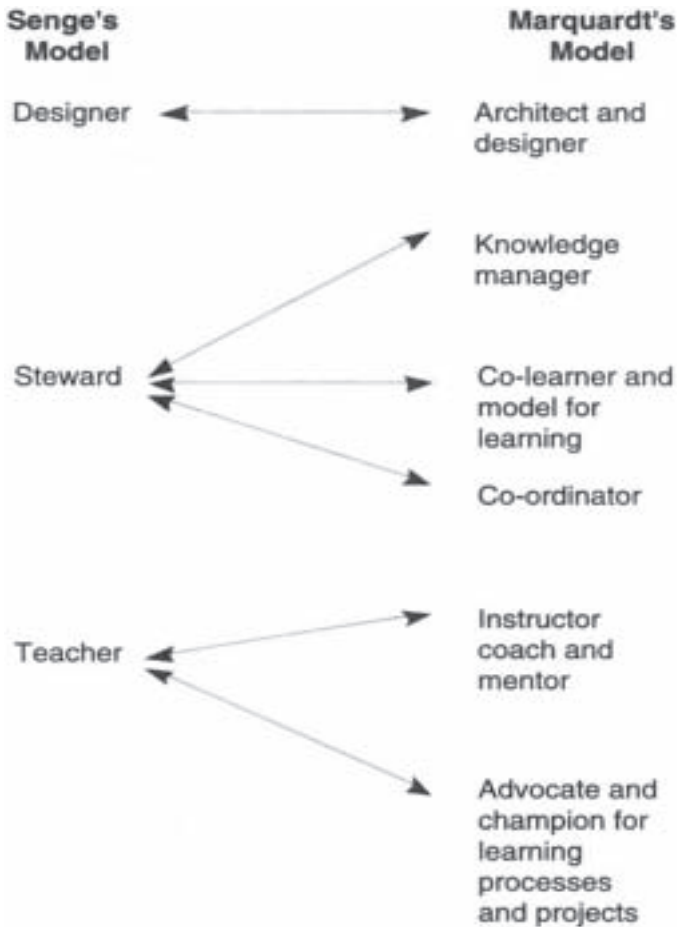 Senge's
Model
Marquardt's
Model
Designer
Architect and
designer
Knowledge
manager
Steward
Co-learner and
model for
learning
Co-ordinator
Teacher
Instructor
coach and
mentor
Advocate and
champion for
learning
processes
and projects